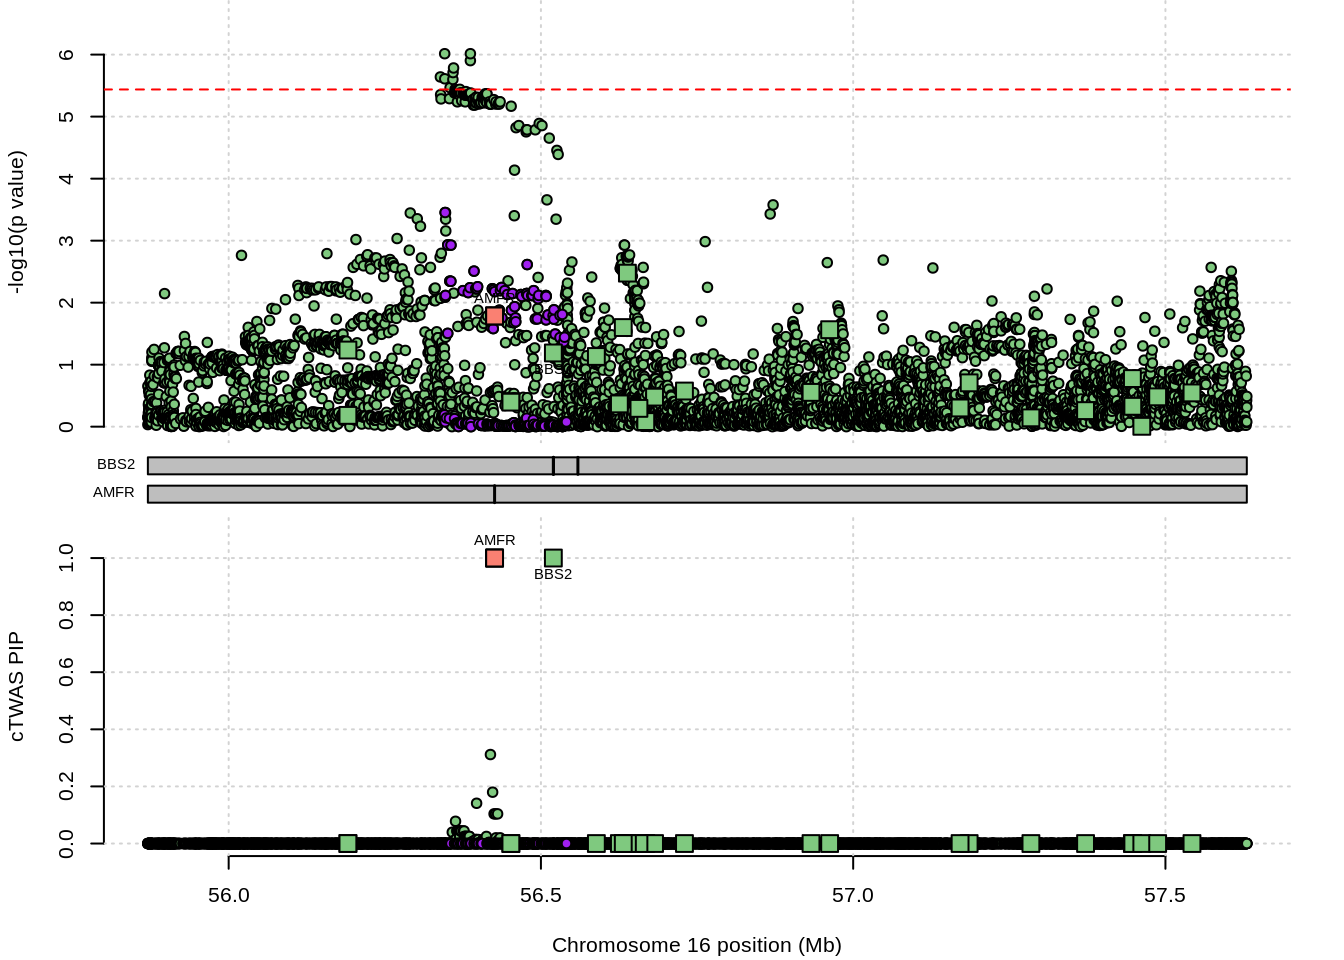 -log10(p value)
6
5
4
3
2
1
0
AMFR
BBS2
BBS2
AMFR
cTWAS PIP
1.0
0.8
0.6
0.4
0.2
0.0
AMFR
BBS2
56.0 56.5 57.0 57.5
Chromosome 16 position (Mb)